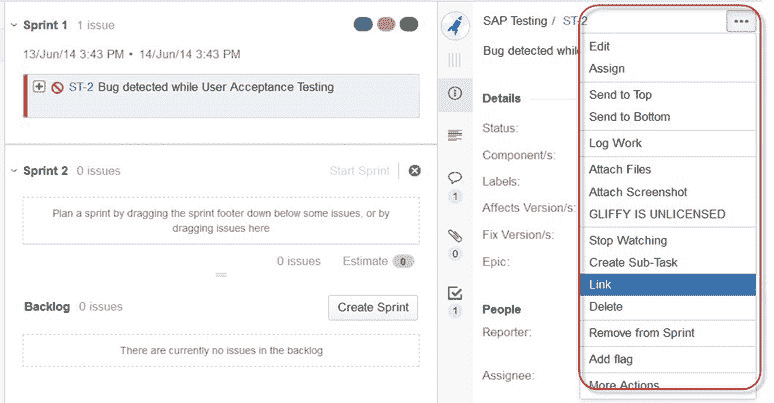 Sprint 1 1 issue
13/Jun/14 3:43 PM • 14/Jun/14 3:43 PM
ST-2 Bug detected while User Acceptance Testing
Sprint 2 0 issues
Start Sprint
Plan a sprint by dragging the sprint footer down below some issues, or by
dragging issues here
0 issues Estimate 0
Backlog 0 issues
Create Sprint
There are currently no issues in the backlog
1
0
1
SAP Testing / ST-2
Bug detected while
Details
Status:
Component/s:
Labels:
Affects Version/s:
Fix Version/s:
Epic:
People
Reporter:
Assignee:
Edit
Assign
Send to Top
Send to Bottom
Log Work
Attach Files
Attach Screenshot
GLIFFY IS UNLICENSED
Stop Watching
Create Sub-Task
Link
Delete
Remove from Sprint
Add flag
More Actions